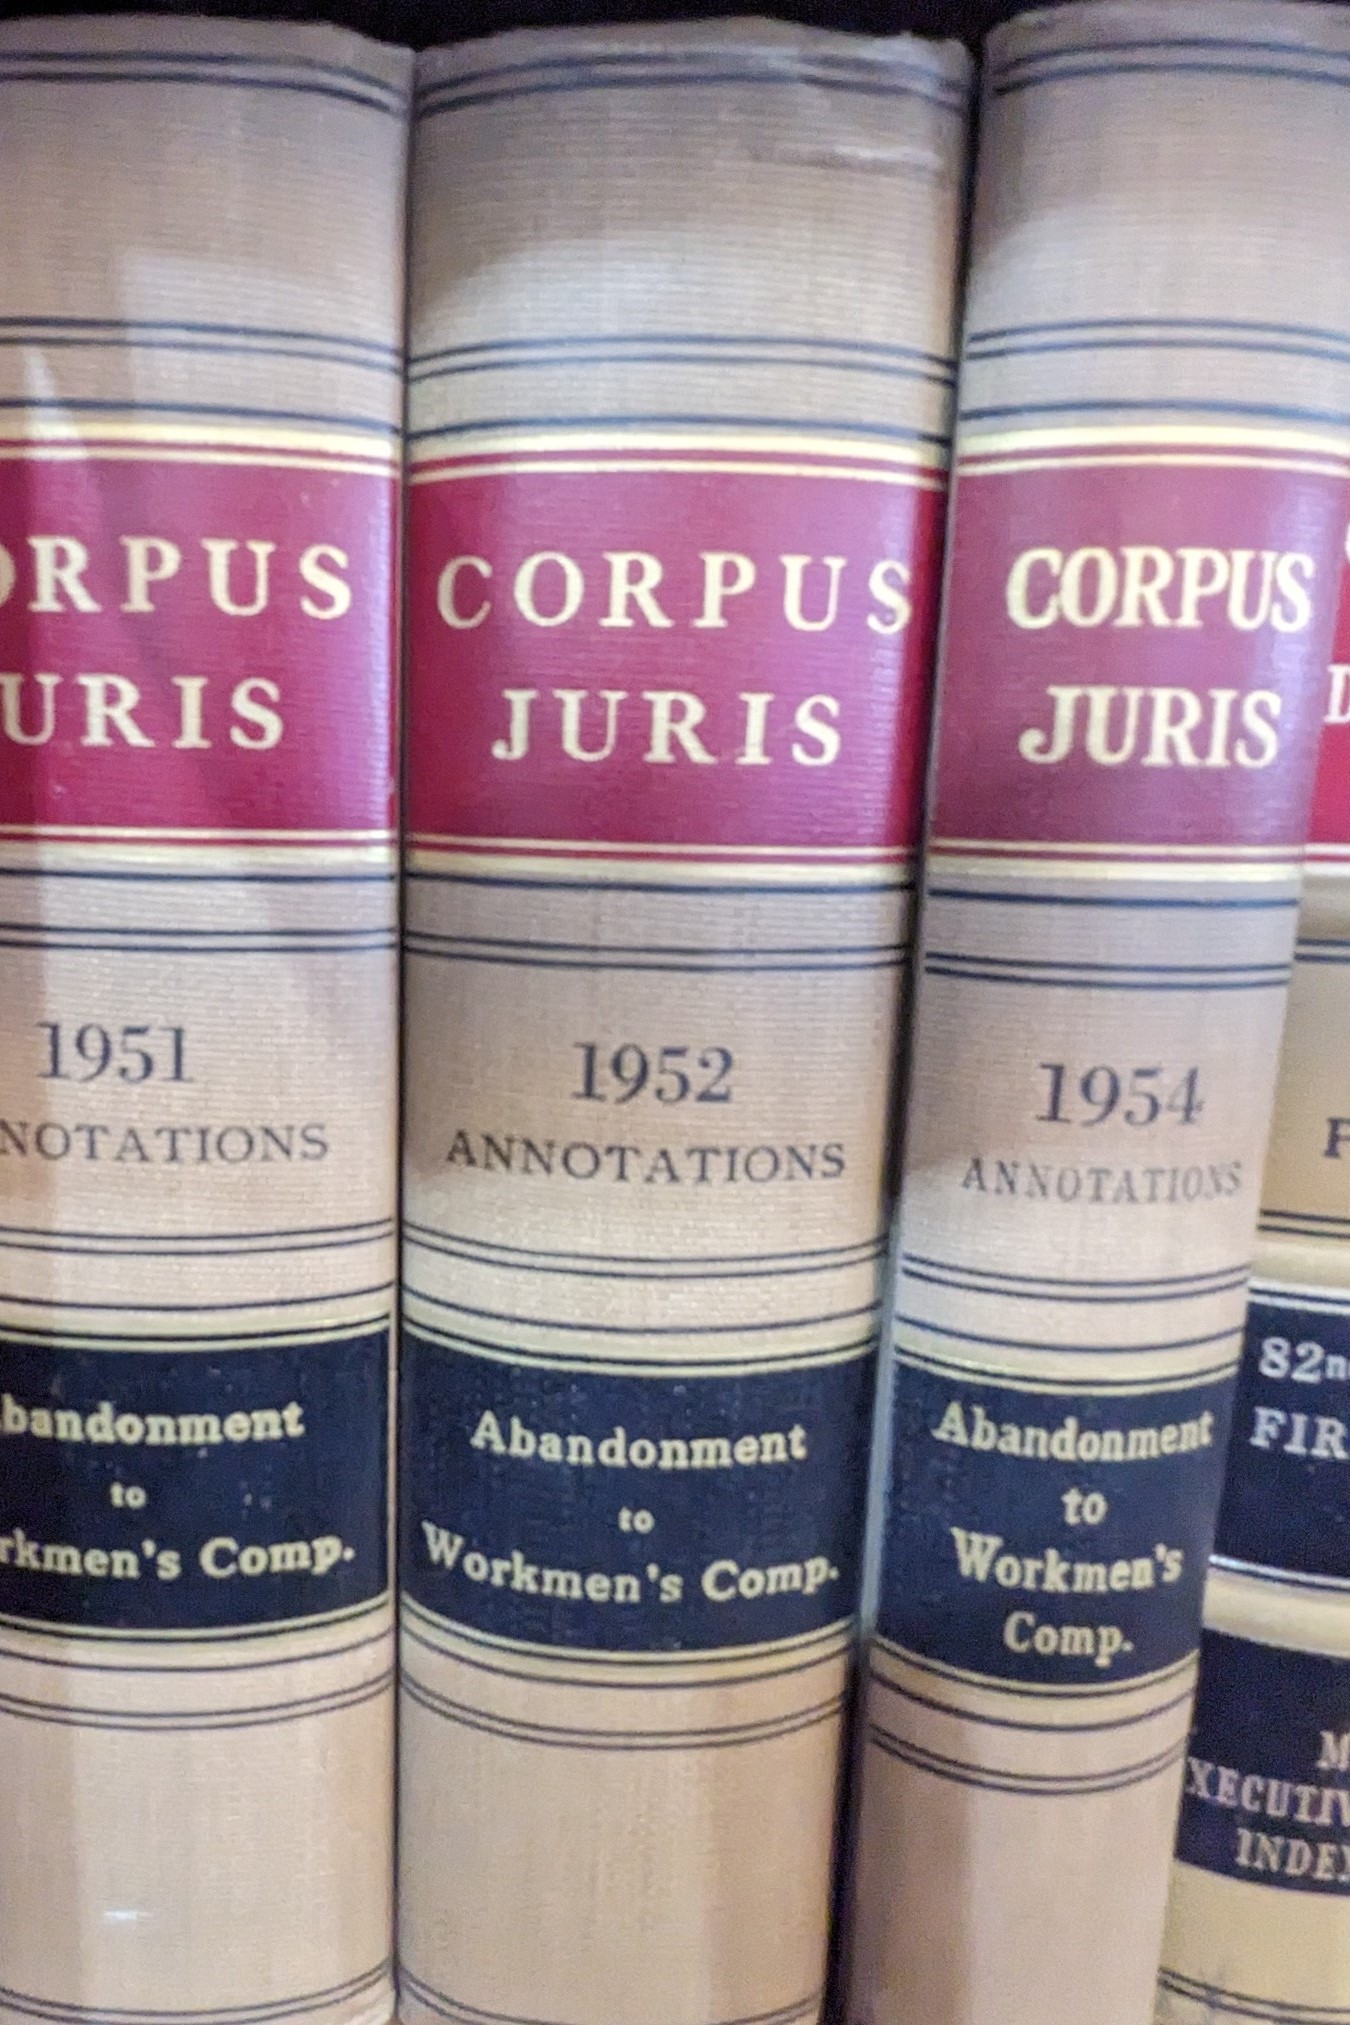 ORPUS
URIS
1951
NOTATIONS
bandonment
to
rkmen's Comp.
CORPUS
JURIS
1952
ANNOTATIONS
Abandonment
to
Workmen's Comp.
CORPUS
JURIS
1954
ANNOTATIONS
Abandonment
to
Workmen's
Comp.
D
F
82n
FIR
M
XECUTIV
INDEX